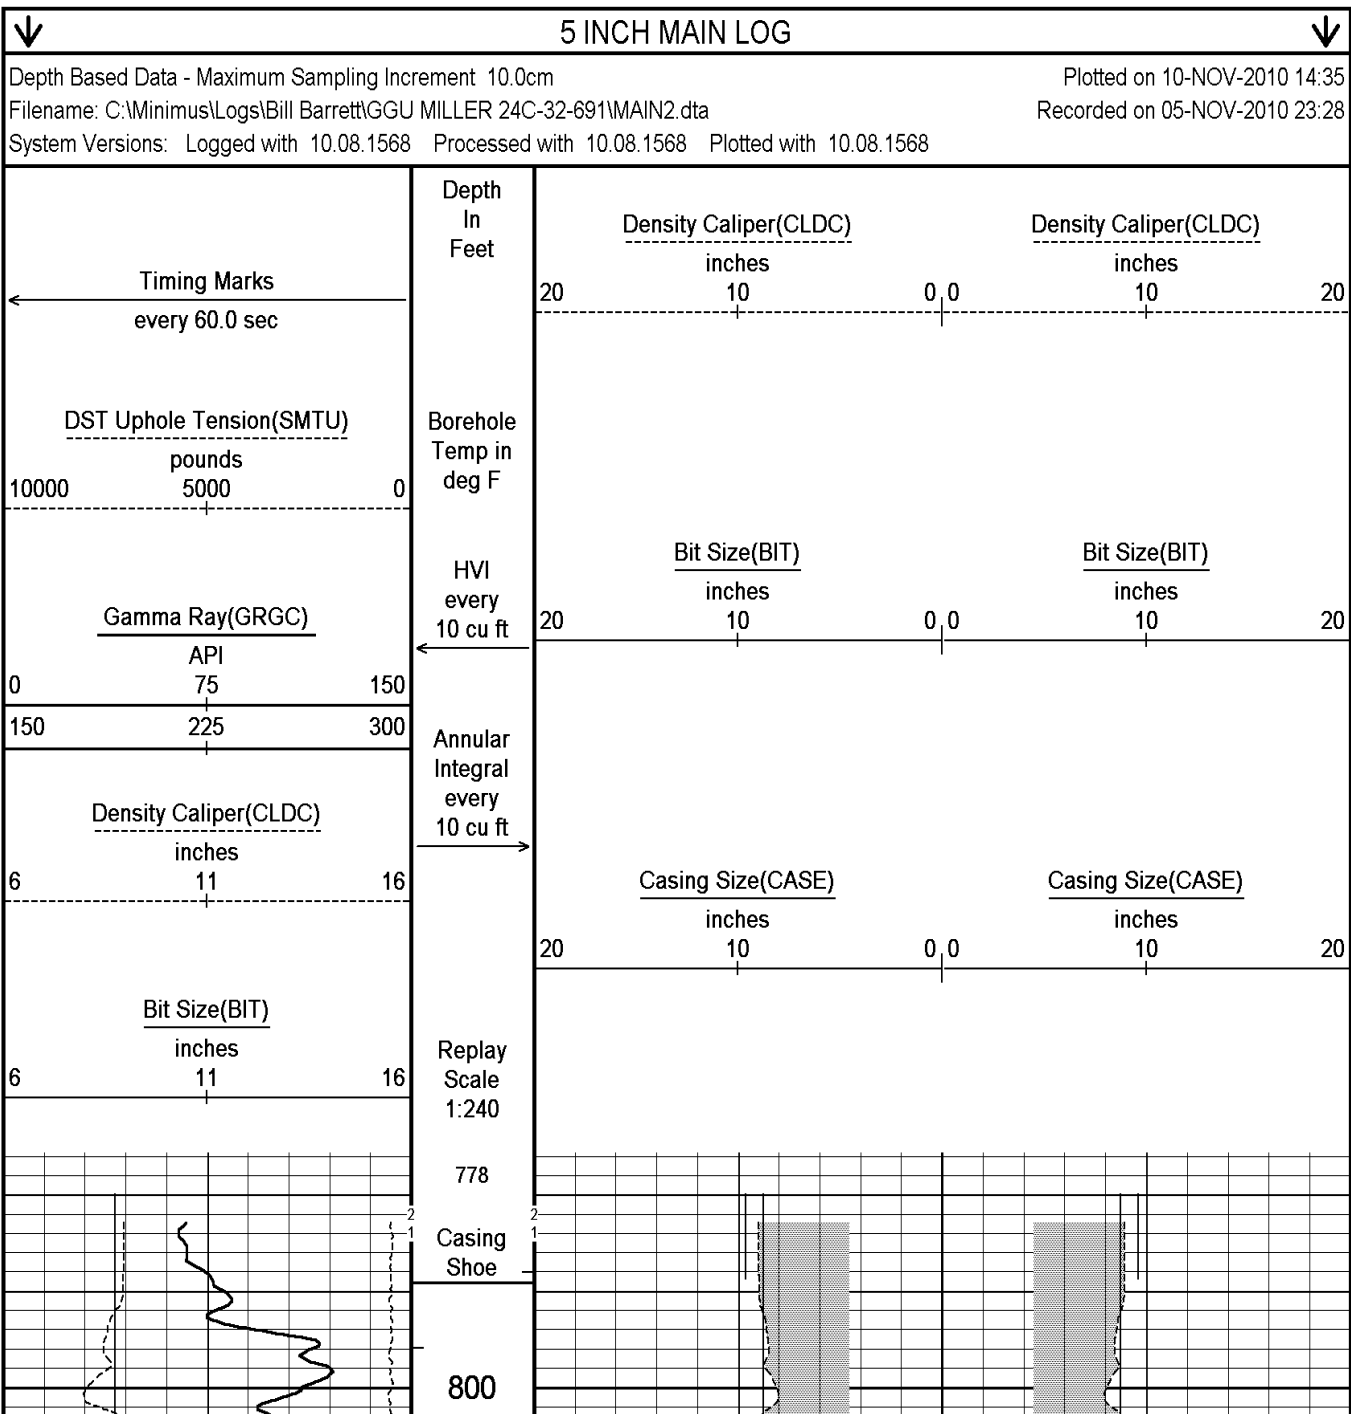 5 INCH MAIN LOG
Depth Based Data - Maximum Sampling Increment 10.0cm
Plotted on 10-NOV-2010 14:35
Filename: C:\Minimus\Logs\Bill Barrett\GGU MILLER 24C-32-691\MAIN2.dta
Recorded on 05-NOV-2010 23:28
System Versions: Logged with 10.08.1568 Processed with 10.08.1568 Plotted with 10.08.1568
Timing Marks
every 60.0 sec
DST Uphole Tension(SMTU)
pounds
10000 5000 0
Gamma Ray(GRGC)
API
0 75 150
150 225 300
Density Caliper(CLDC)
inches
6 11 16
Bit Size(BIT)
inches
6 11 16
Depth
In
Feet
Borehole
Temp in
deg F
HVI
every
10 cu ft
Annular
Integral
every
10 cu ft
Replay
Scale
1:240
778
2 2
1 1
Casing
Shoe
800
Density Caliper(CLDC)
inches
20 10 0
Density Caliper(CLDC)
inches
0 10 20
Bit Size(BIT)
inches
20 10 0
Bit Size(BIT)
inches
0 10 20
Casing Size(CASE)
inches
20 10 0
Casing Size(CASE)
inches
0 10 20